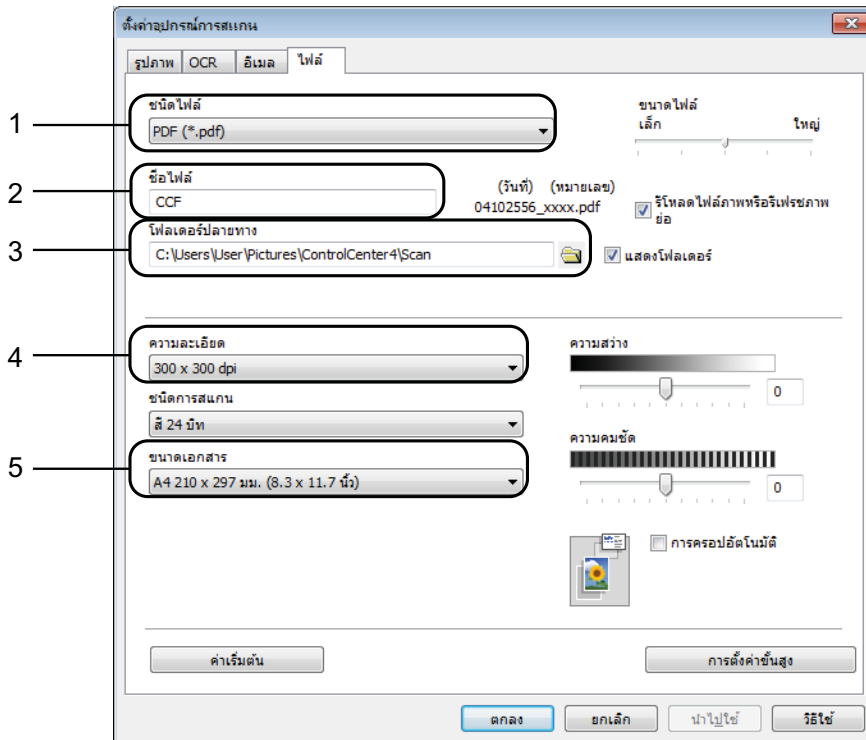 ตั้งค่าอุปกรณ์การสแกน
รูปภาพ OCR อีเมล ไฟล์
1
ชนิดไฟล์
PDF (*.pdf)
ขนาดไฟล์
เล็ก ใหญ่
2
ชื่อไฟล์
CCF
(วันที่) (หมายเลข)
04102556_xxxx.pdf
รีโหลดไฟล์ภาพหรือรีเฟรชภาพ
ย่อ
3
โฟลเดอร์ปลายทาง
C:\Users\User\Pictures\ControlCenter4\Scan
แสดงโฟลเดอร์
4
ความละเอียด
300 x 300 dpi
ความสว่าง
0
ชนิดการสแกน
สี 24 บิท
ความคมชัด
0
5
ขนาดเอกสาร
A4 210 x 297 มม. (8.3 x 11.7 นิ้ว)
การครอปอัตโนมัติ
ค่าเริ่มต้น การตั้งค่าขั้นสูง
ตกลง ยกเลิก นำไปใช้ วิธีใช้